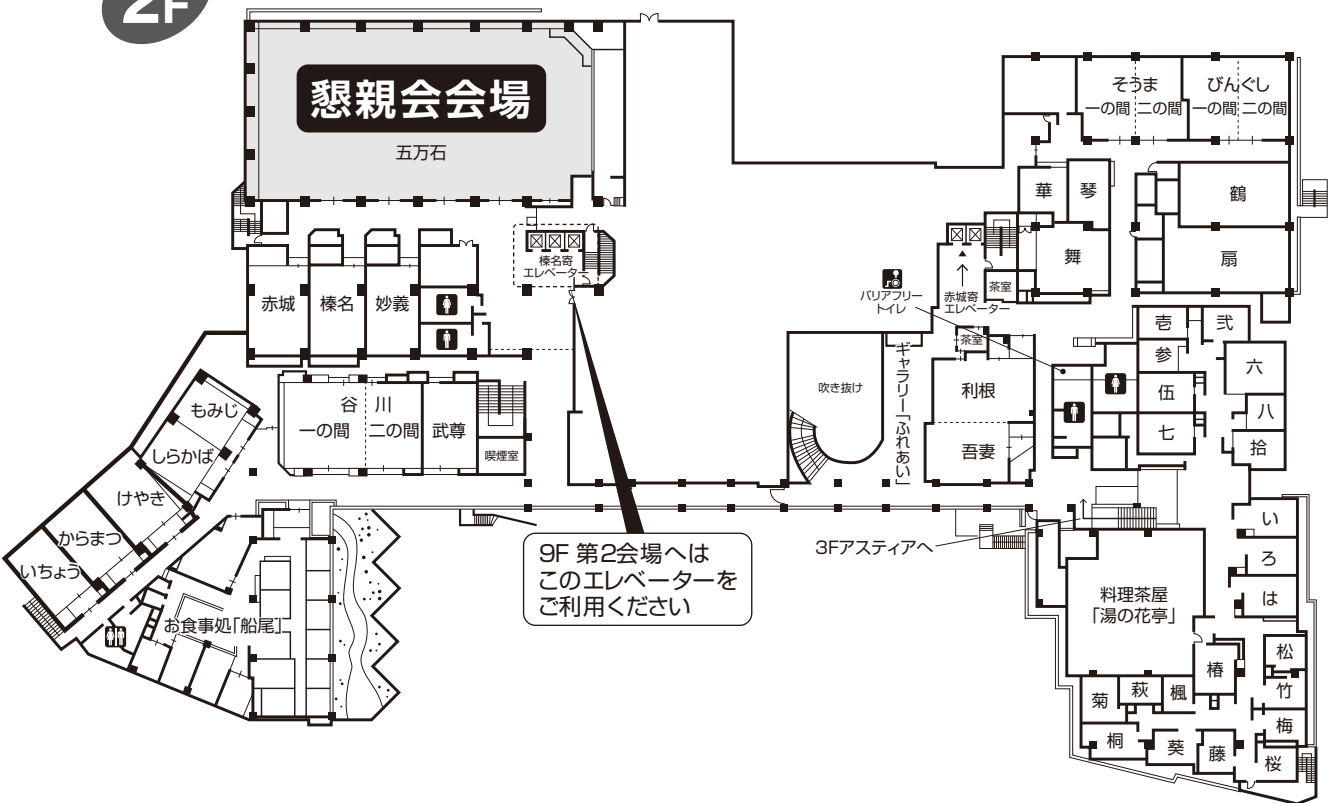 2F
懇親会会場
五万石
榛名寄
エレベーター
赤城
榛名
妙義
谷川
一の間
二の間
武尊
喫煙室
もみじ
しらかば
けやき
からまつ
いちょう
お食事処「船尾」
9F 第2会場へは
このエレベーターを
ご利用ください
吹き抜け
ギャラリー「ふれあい」
バリアフリー
トイレ
赤城寄
エレベーター
茶室
茶室
利根
吾妻
そうま
一の間 二の間
びんぐし
一の間 二の間
華
琴
舞
鶴
扇
壱
弐
参
伍
六
七
八
拾
3Fアスティアへ
料理茶屋
「湯の花亭」
い
ろ
は
松
竹
梅
桜
椿
楓
萩
菊
桐
葵
藤